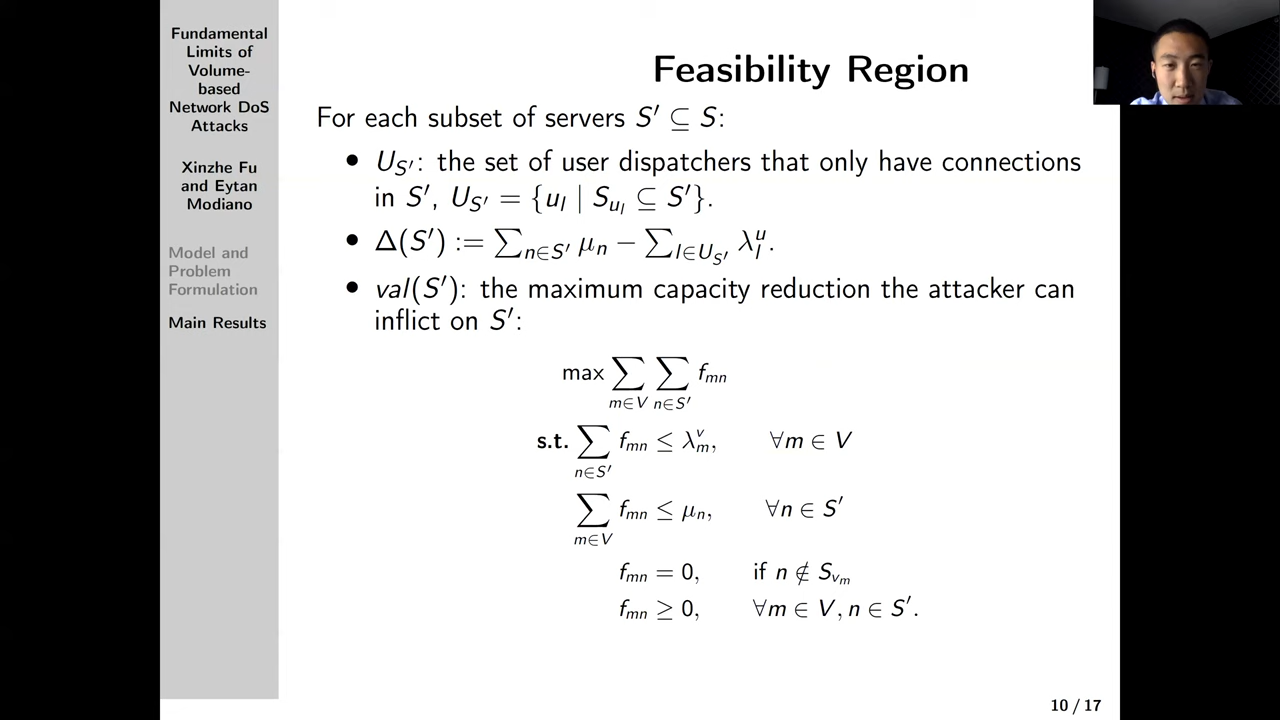 Fundamental
Limits of
Volume-
based
Network DoS
Attacks
Xinzhe Fu
and Eytan
Modiano
Model and
Problem
Formulation
Main Results
Feasibility Region
For each subset of servers S′ ⊆ S:
• U_{S′}: the set of user dispatchers that only have connections
in S′, U_{S′} = {u_l | S_{u_l} ⊆ S′}.
• Δ(S′) := ∑_{n∈S′} μ_n − ∑_{l∈U_{S′}} λ_l^u.
• val(S′): the maximum capacity reduction the attacker can
inflict on S′:
max ∑_{m∈V} ∑_{n∈S′} f_{mn}
s.t. ∑_{n∈S′} f_{mn} ≤ λ_m^v, ∀m ∈ V
∑_{m∈V} f_{mn} ≤ μ_n, ∀n ∈ S′
f_{mn} = 0, if n ∉ S_{v_m}
f_{mn} ≥ 0, ∀m ∈ V, n ∈ S′.
10 / 17